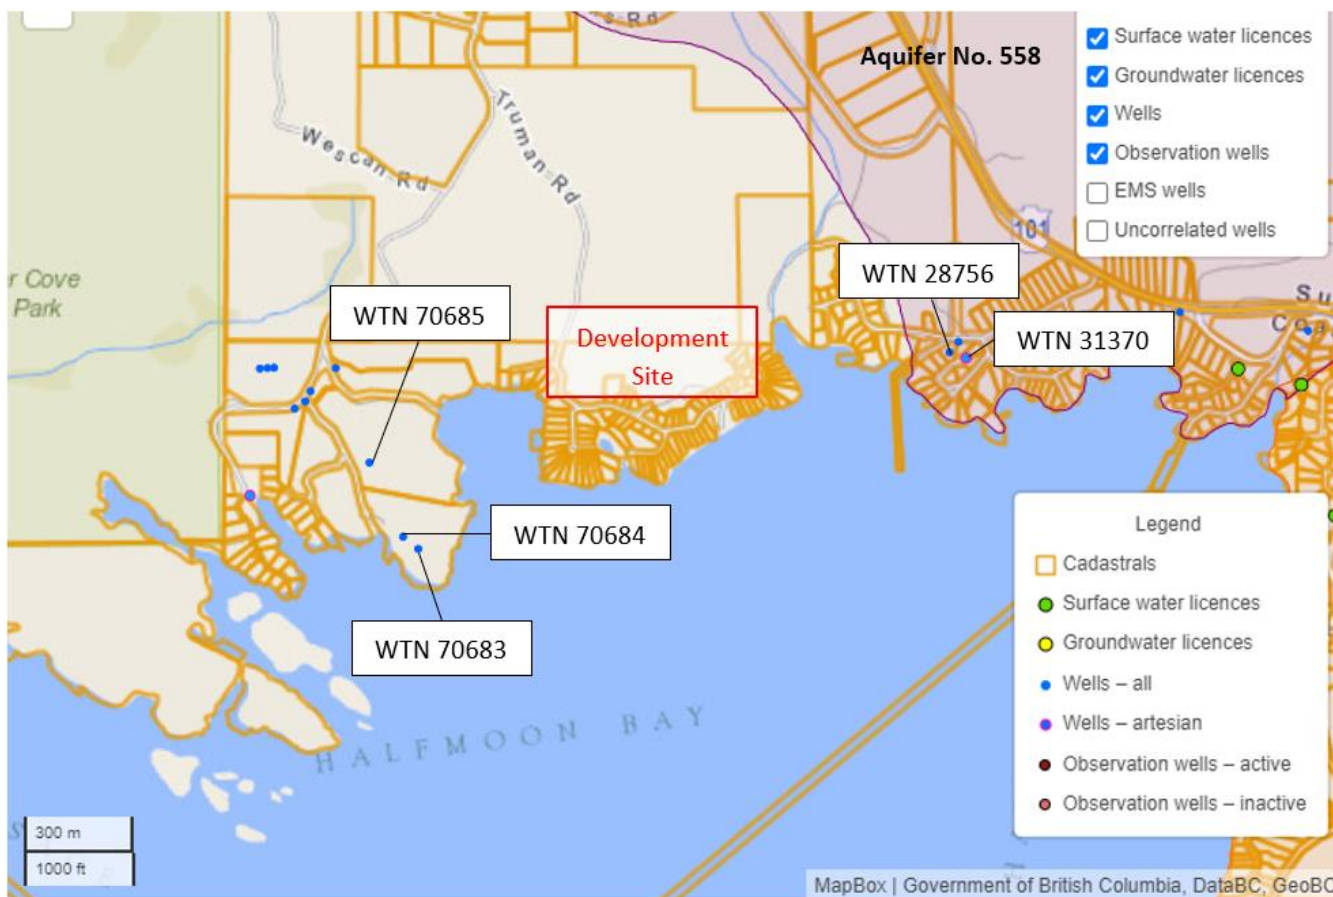 s Rd
Aquifer No. 558
Surface water licences
Groundwater licences
Wells
Observation wells
EMS wells
Uncorrelated wells
Truman Rd
Wescan Rd
101
WTN 28756
r Cove
Park
WTN 70685
Development
Site
WTN 31370
Su
Coa
WTN 70684
WTN 70683
HALFMOON BAY
Legend
Cadastrals
Surface water licences
Groundwater licences
Wells – all
Wells – artesian
Observation wells – active
Observation wells – inactive
300 m
1000 ft
MapBox | Government of British Columbia, DataBC, GeoBC